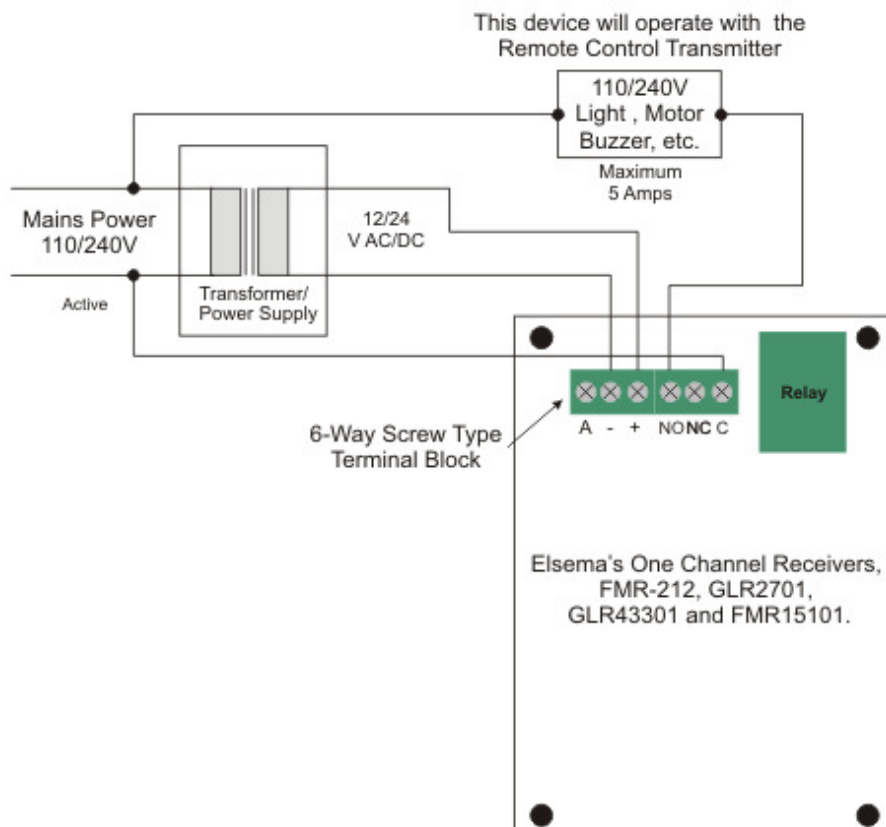 This device will operate with the
Remote Control Transmitter
110/240V
Light , Motor
Buzzer, etc.
Maximum
5 Amps
Mains Power
110/240V
12/24
V AC/DC
Active
Transformer/
Power Supply
Relay
A - + NO NC C
6-Way Screw Type
Terminal Block
Elsema's One Channel Receivers,
FMR-212, GLR2701,
GLR43301 and FMR15101.